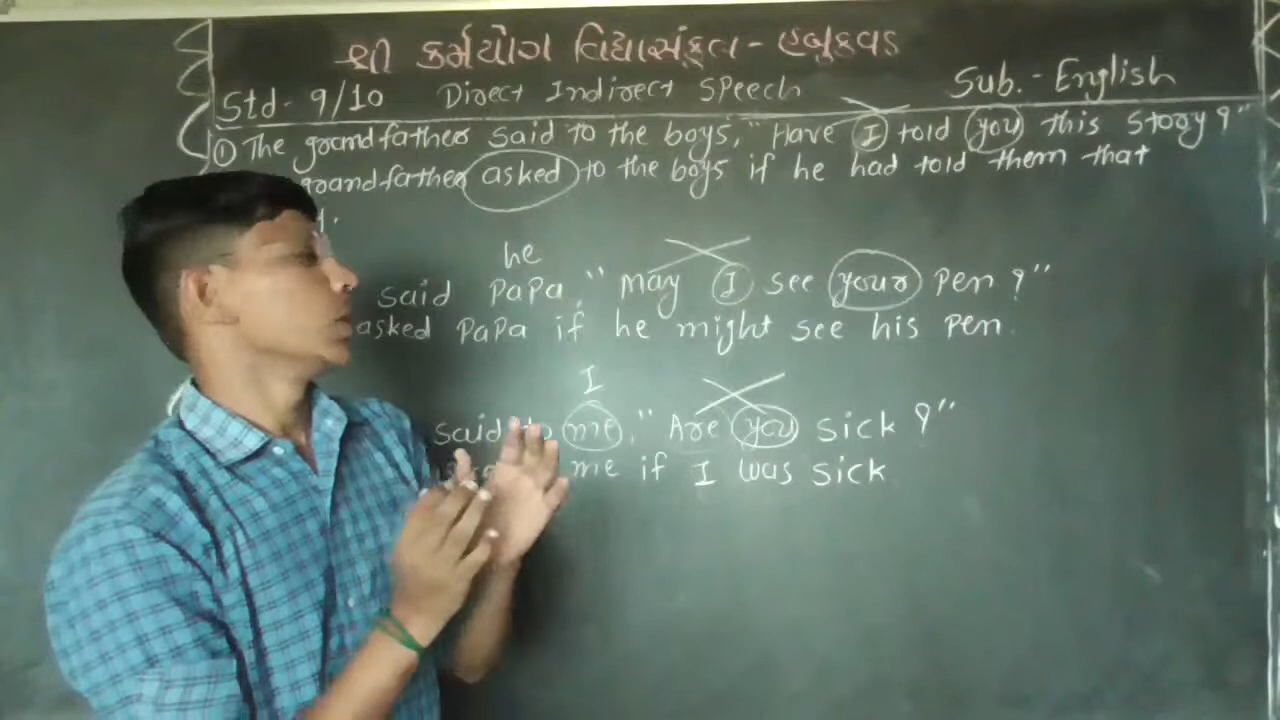 શ્રી કર્મયોગ વિદ્યાસંકુલ - હબુકવડ
Std - 9/10 Direct Indirect Speech Sub. - English
① The grandfather said to the boys, "Have I told you this story?"
grandfather asked to the boys if he had told them that
he
said PaPa, "may I see your pen?"
asked PaPa if he might see his pen.
I
said to me, "Are you sick?"
me if I was sick